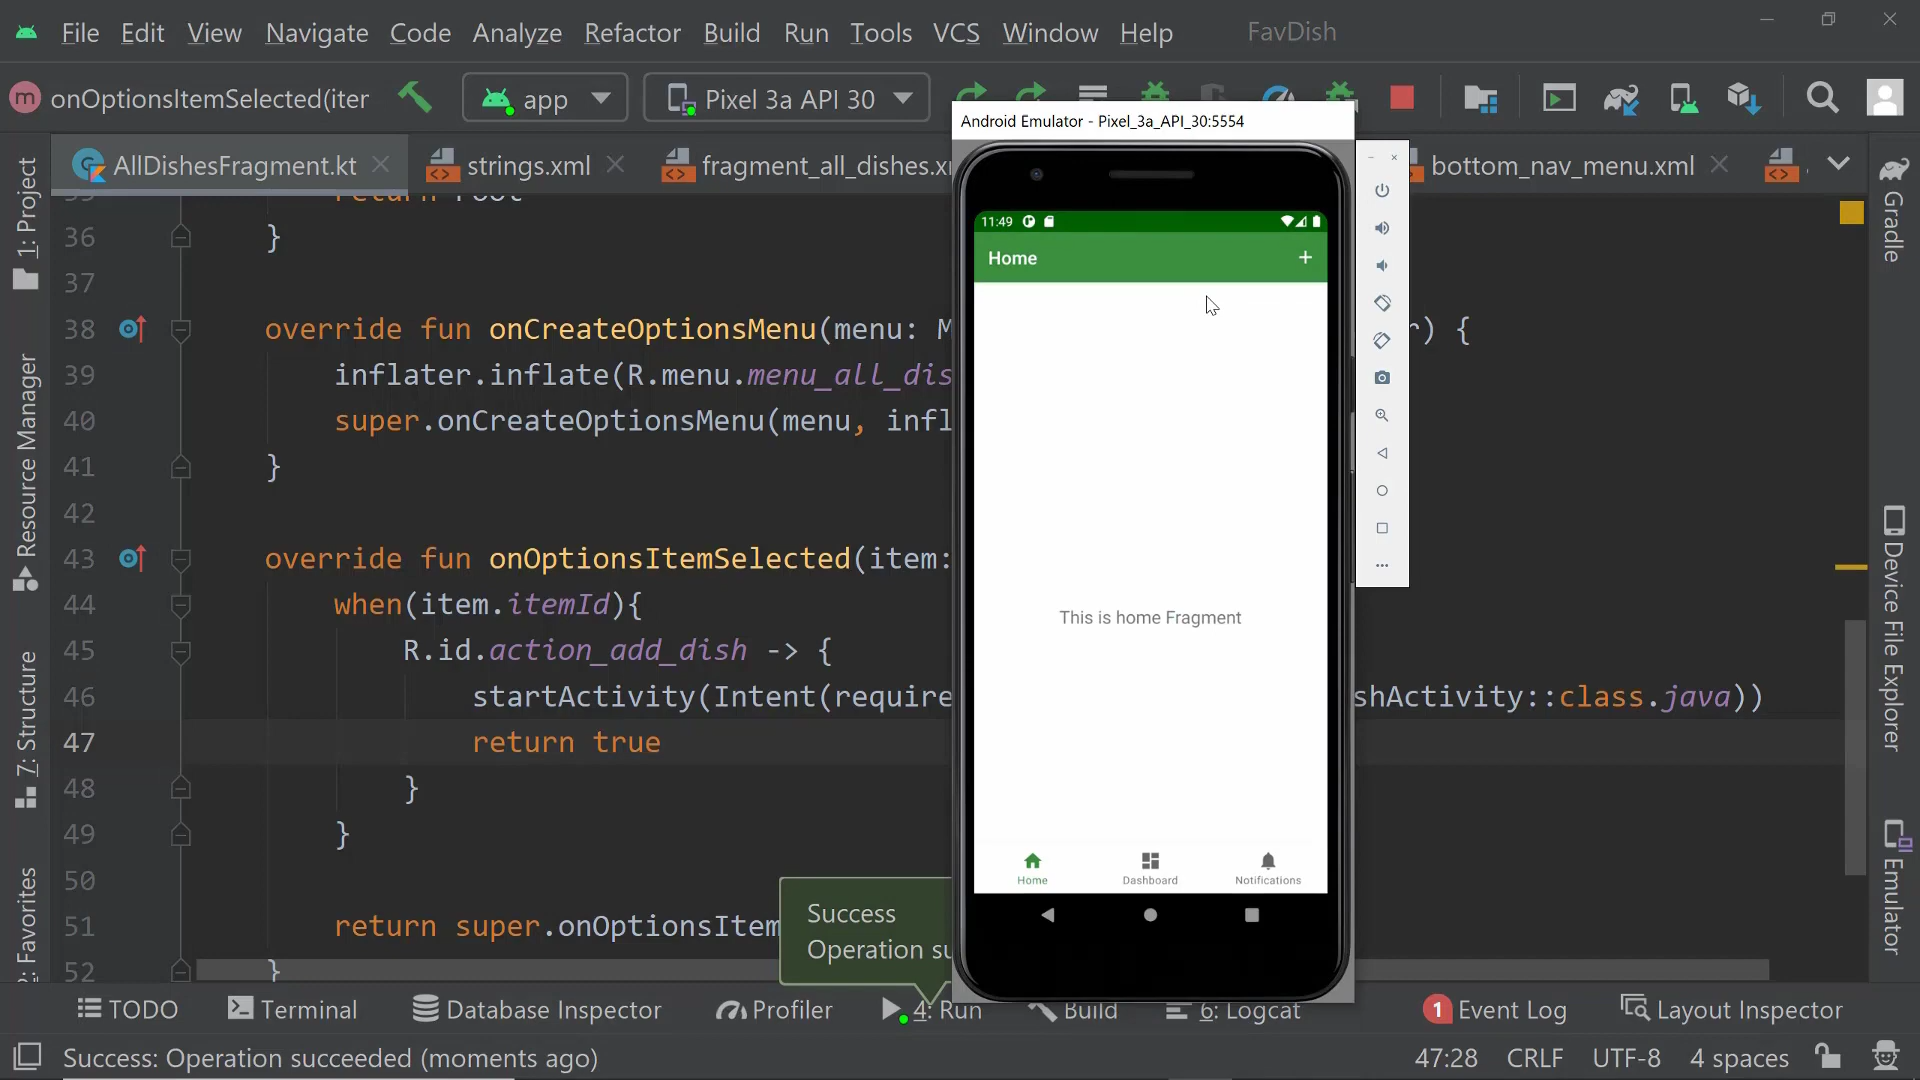 File Edit View Navigate Code Analyze Refactor Build Run Tools VCS Window Help FavDish
m onOptionsItemSelected(iter app Pixel 3a API 30
Android Emulator - Pixel_3a_API_30:5554
AllDishesFragment.kt strings.xml fragment_all_dishes.x bottom_nav_menu.xml
1: Project
Resource Manager
7: Structure
Favorites
return root
36 }
37
38 override fun onCreateOptionsMenu(menu: M r) {
39 inflater.inflate(R.menu.menu_all_dis
40 super.onCreateOptionsMenu(menu, infl
41 }
42
43 override fun onOptionsItemSelected(item:
44 when(item.itemId){
45 R.id.action_add_dish -> {
46 startActivity(Intent(require shActivity::class.java))
47 return true
48 }
49 }
50
51 return super.onOptionsItem
52 }
11:49
Home +
This is home Fragment
Home Dashboard Notifications
Success
Operation su
Gradle
Device File Explorer
Emulator
TODO Terminal Database Inspector Profiler 4: Run Build 6: Logcat 1 Event Log Layout Inspector
Success: Operation succeeded (moments ago) 47:28 CRLF UTF-8 4 spaces